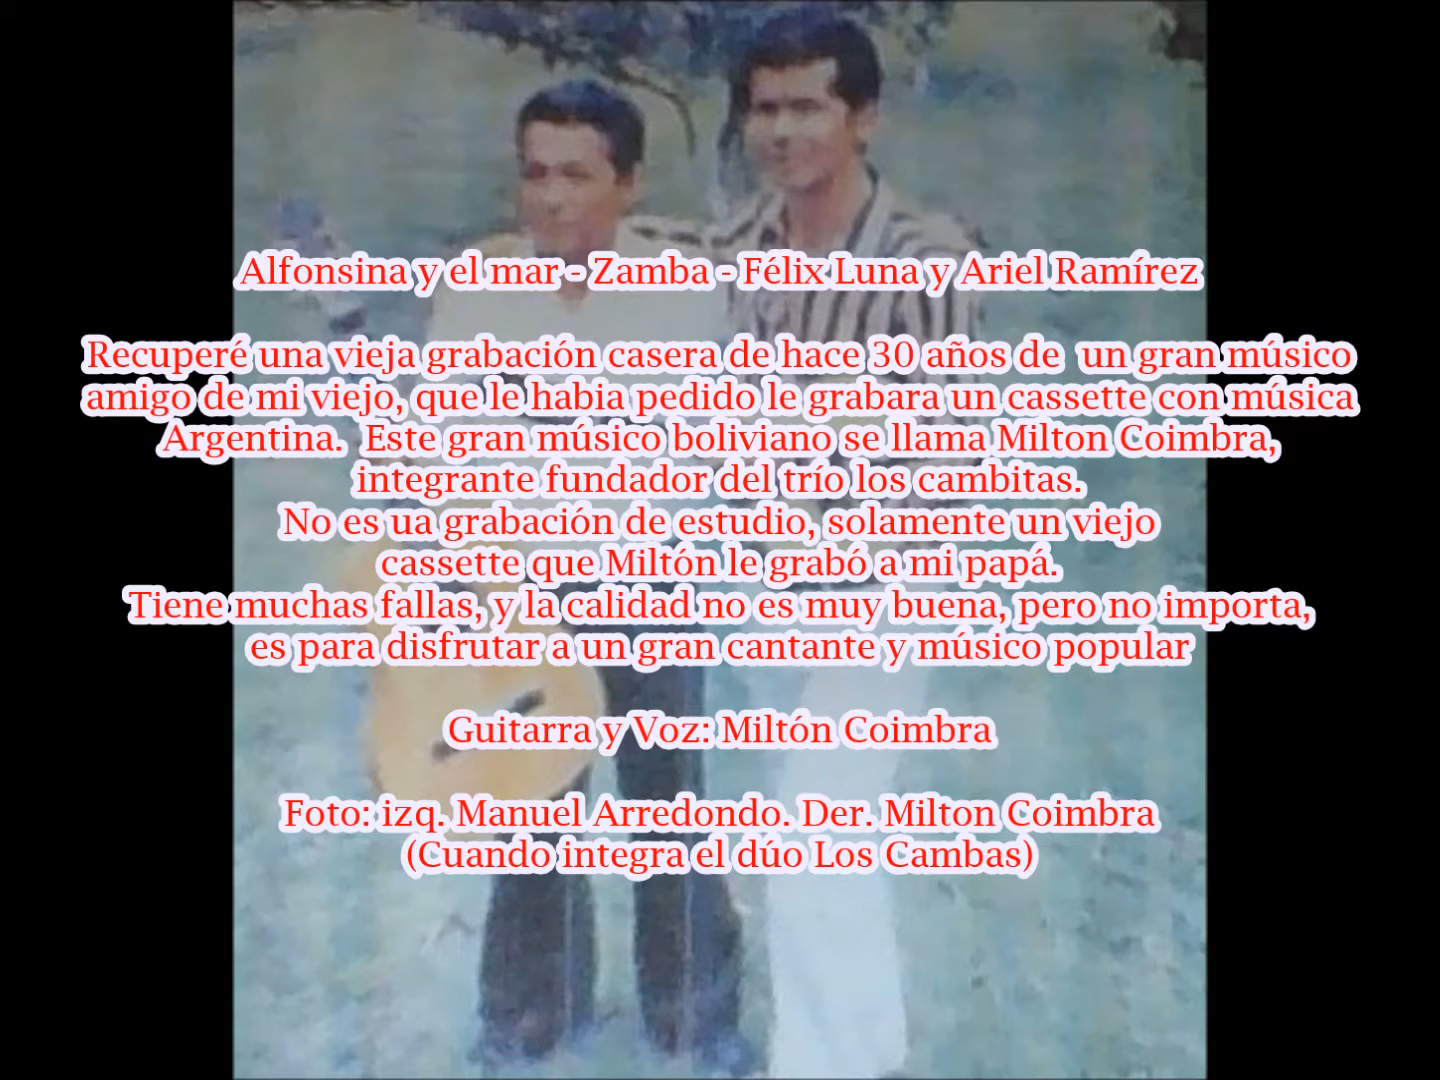 Alfonsina y el mar - Zamba - Félix Luna y Ariel Ramírez
Recuperé una vieja grabación casera de hace 30 años de un gran músico
amigo de mi viejo, que le habia pedido le grabara un cassette con música
Argentina. Este gran músico boliviano se llama Milton Coimbra,
integrante fundador del trío los cambitas.
No es ua grabación de estudio, solamente un viejo
cassette que Miltón le grabó a mi papá.
Tiene muchas fallas, y la calidad no es muy buena, pero no importa,
es para disfrutar a un gran cantante y músico popular
Guitarra y Voz: Miltón Coimbra
Foto: izq. Manuel Arredondo. Der. Milton Coimbra
(Cuando integra el dúo Los Cambas)